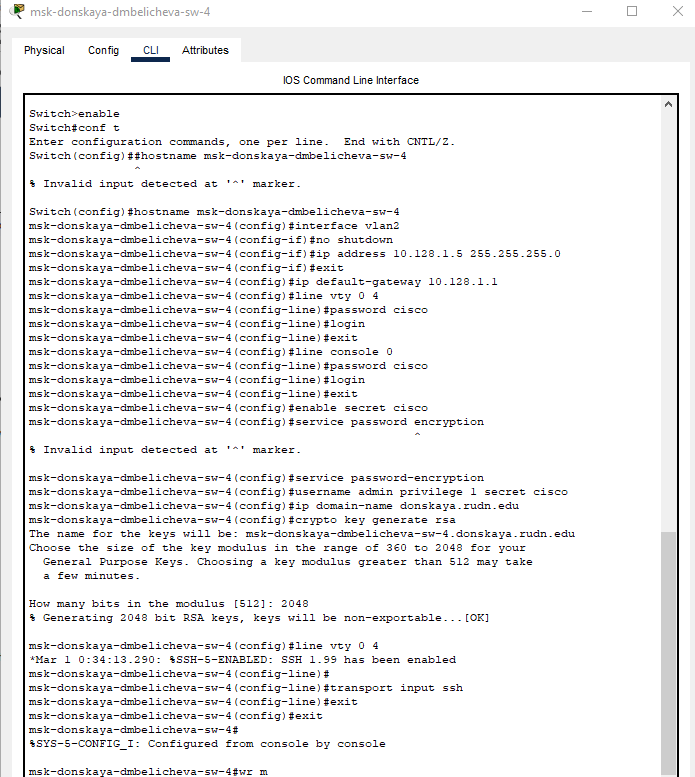 msk-donskaya-dmbelicheva-sw-4
Physical Config CLI Attributes
IOS Command Line Interface
Switch>enable
Switch#conf t
Enter configuration commands, one per line. End with CNTL/Z.
Switch(config)##hostname msk-donskaya-dmbelicheva-sw-4
^
% Invalid input detected at '^' marker.
Switch(config)#hostname msk-donskaya-dmbelicheva-sw-4
msk-donskaya-dmbelicheva-sw-4(config)#interface vlan2
msk-donskaya-dmbelicheva-sw-4(config-if)#no shutdown
msk-donskaya-dmbelicheva-sw-4(config-if)#ip address 10.128.1.5 255.255.255.0
msk-donskaya-dmbelicheva-sw-4(config-if)#exit
msk-donskaya-dmbelicheva-sw-4(config)#ip default-gateway 10.128.1.1
msk-donskaya-dmbelicheva-sw-4(config)#line vty 0 4
msk-donskaya-dmbelicheva-sw-4(config-line)#password cisco
msk-donskaya-dmbelicheva-sw-4(config-line)#login
msk-donskaya-dmbelicheva-sw-4(config-line)#exit
msk-donskaya-dmbelicheva-sw-4(config)#line console 0
msk-donskaya-dmbelicheva-sw-4(config-line)#password cisco
msk-donskaya-dmbelicheva-sw-4(config-line)#login
msk-donskaya-dmbelicheva-sw-4(config-line)#exit
msk-donskaya-dmbelicheva-sw-4(config)#enable secret cisco
msk-donskaya-dmbelicheva-sw-4(config)#service password encryption
^
% Invalid input detected at '^' marker.
msk-donskaya-dmbelicheva-sw-4(config)#service password-encryption
msk-donskaya-dmbelicheva-sw-4(config)#username admin privilege 1 secret cisco
msk-donskaya-dmbelicheva-sw-4(config)#ip domain-name donskaya.rudn.edu
msk-donskaya-dmbelicheva-sw-4(config)#crypto key generate rsa
The name for the keys will be: msk-donskaya-dmbelicheva-sw-4.donskaya.rudn.edu
Choose the size of the key modulus in the range of 360 to 2048 for your
General Purpose Keys. Choosing a key modulus greater than 512 may take
a few minutes.
How many bits in the modulus [512]: 2048
% Generating 2048 bit RSA keys, keys will be non-exportable...[OK]
msk-donskaya-dmbelicheva-sw-4(config)#line vty 0 4
*Mar 1 0:34:13.290: %SSH-5-ENABLED: SSH 1.99 has been enabled
msk-donskaya-dmbelicheva-sw-4(config-line)#
msk-donskaya-dmbelicheva-sw-4(config-line)#transport input ssh
msk-donskaya-dmbelicheva-sw-4(config-line)#exit
msk-donskaya-dmbelicheva-sw-4(config)#exit
msk-donskaya-dmbelicheva-sw-4#
%SYS-5-CONFIG_I: Configured from console by console
msk-donskaya-dmbelicheva-sw-4#wr m